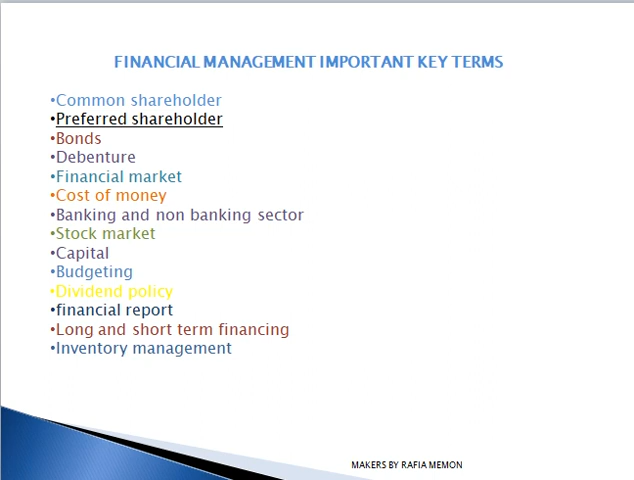 FINANCIAL MANAGEMENT IMPORTANT KEY TERMS
•Common shareholder
•Preferred shareholder
•Bonds
•Debenture
•Financial market
•Cost of money
•Banking and non banking sector
•Stock market
•Capital
•Budgeting
•Dividend policy
•financial report
•Long and short term financing
•Inventory management
MAKERS BY RAFIA MEMON